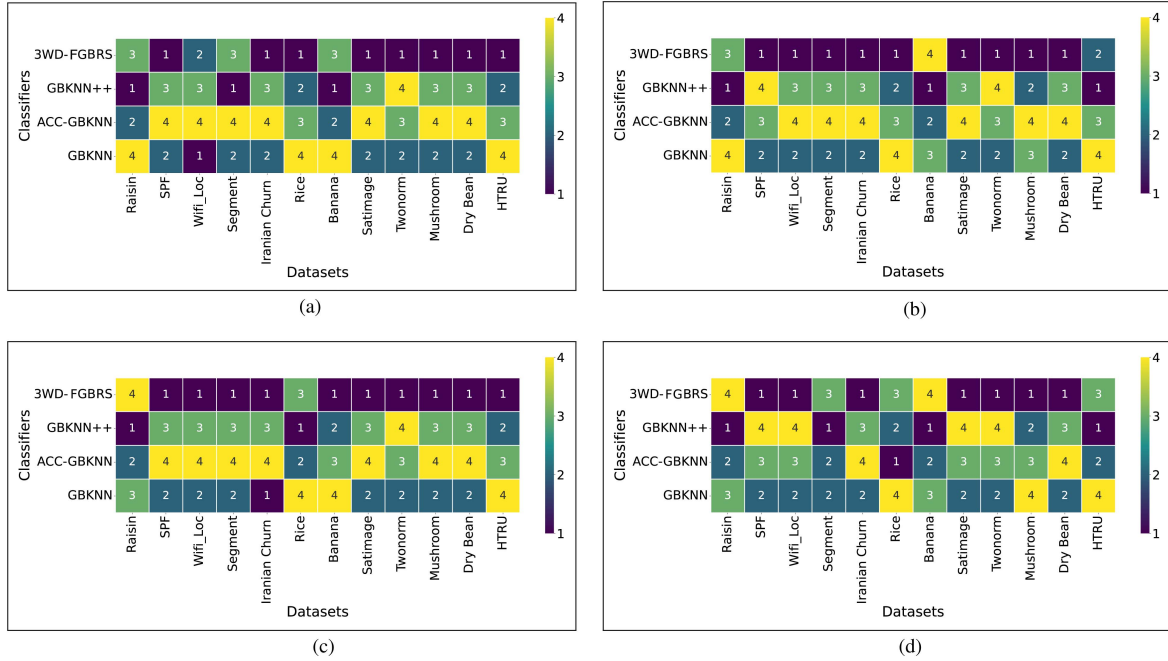 3WD-FGBRS 3 1 2 3 1 1 3 1 1 1 1 1
GBKNN++ 1 3 3 1 3 2 1 3 4 3 3 2
ACC-GBKNN 2 4 4 4 4 3 2 4 3 4 4 3
GBKNN 4 2 1 2 2 4 4 2 2 2 2 4
Classifiers
Raisin SPF Wifi_Loc Segment Iranian Churn Rice Banana Satimage Twonorm Mushroom Dry Bean HTRU
Datasets
4
3
2
1
(a)
3WD-FGBRS 3 1 1 1 1 1 4 1 1 1 1 2
GBKNN++ 1 4 3 3 3 2 1 3 4 2 3 1
ACC-GBKNN 2 3 4 4 4 3 2 4 3 4 4 3
GBKNN 4 2 2 2 2 4 3 2 2 3 2 4
Classifiers
Raisin SPF Wifi_Loc Segment Iranian Churn Rice Banana Satimage Twonorm Mushroom Dry Bean HTRU
Datasets
4
3
2
1
(b)
3WD-FGBRS 4 1 1 1 1 3 1 1 1 1 1 1
GBKNN++ 1 3 3 3 3 1 2 3 4 3 3 2
ACC-GBKNN 2 4 4 4 4 2 3 4 3 4 4 3
GBKNN 3 2 2 2 1 4 4 2 2 2 2 4
Classifiers
Raisin SPF Wifi_Loc Segment Iranian Churn Rice Banana Satimage Twonorm Mushroom Dry Bean HTRU
Datasets
4
3
2
1
(c)
3WD-FGBRS 4 1 1 3 1 3 4 1 1 1 1 3
GBKNN++ 1 4 4 1 3 2 1 4 4 2 3 1
ACC-GBKNN 2 3 3 2 4 1 2 3 3 3 4 2
GBKNN 3 2 2 2 2 4 3 2 2 4 2 4
Classifiers
Raisin SPF Wifi_Loc Segment Iranian Churn Rice Banana Satimage Twonorm Mushroom Dry Bean HTRU
Datasets
4
3
2
1
(d)